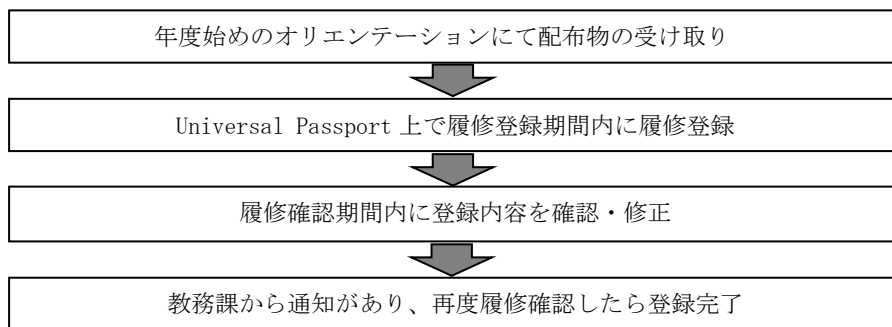 年度始めのオリエンテーションにて配布物の受け取り
Universal Passport 上で履修登録期間内に履修登録
履修確認期間内に登録内容を確認・修正
教務課から通知があり、再度履修確認したら登録完了